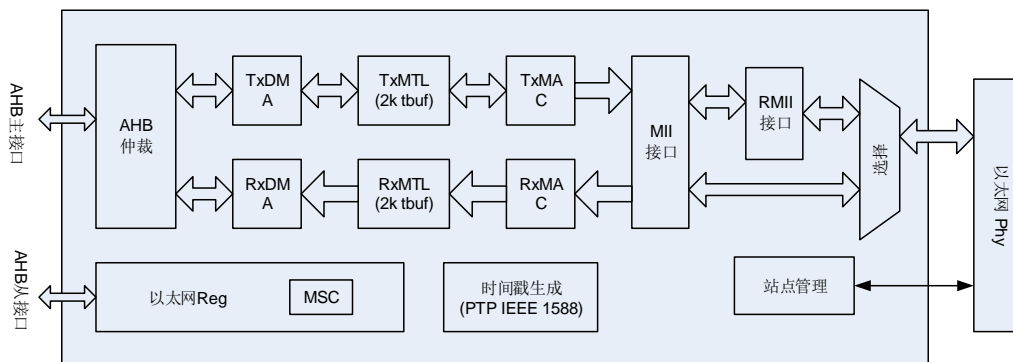 AHB主接口
AHB
仲裁
TxDM
A
TxMTL
(2k tbuf)
TxMA
C
MII
接口
RMII
接口
选择
以太网 Phy
RxDM
A
RxMTL
(2k tbuf)
RxMA
C
AHB从接口
以太网Reg
MSC
时间戳生成
(PTP IEEE 1588)
站点管理